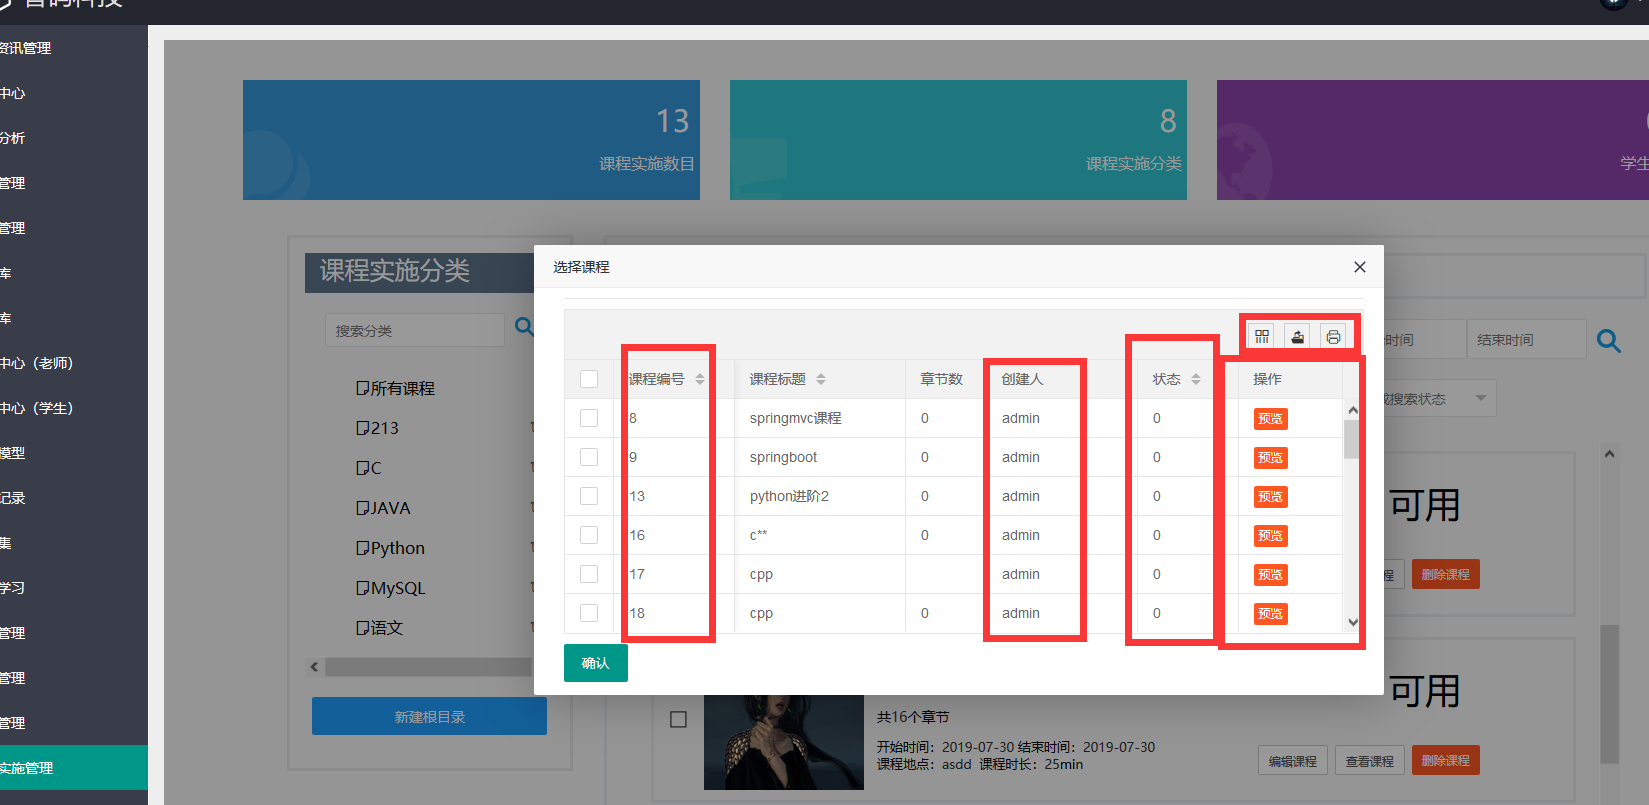 资讯管理
中心
分析
管理
管理
库
库
中心（老师）
中心（学生）
模型
记录
集
学习
管理
管理
管理
实施管理
13
课程实施数目
8
课程实施分类
学生
课程实施分类
搜索分类
所有课程
213
C
JAVA
Python
MySQL
语文
新建根目录
选择课程
课程编号 课程标题 章节数 创建人 状态 操作
8 springmvc课程 0 admin 0 预览
9 springboot 0 admin 0 预览
13 python进阶2 0 admin 0 预览
16 c** 0 admin 0 预览
17 cpp admin 0 预览
18 cpp 0 admin 0 预览
确认
时间 结束时间
搜索状态
可用
程 删除课程
可用
共16个章节
开始时间：2019-07-30 结束时间：2019-07-30
课程地点：asdd 课程时长：25min
编辑课程 查看课程 删除课程